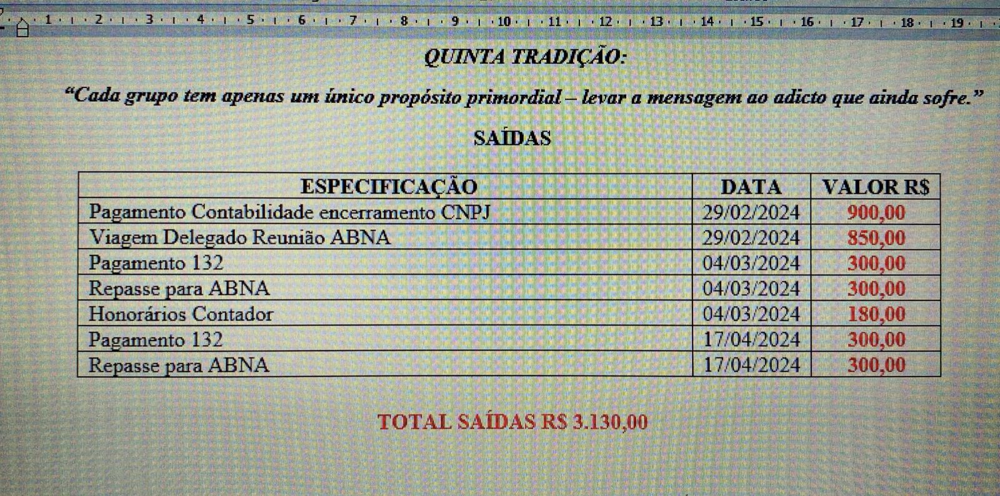 1 2 3 4 5 6 7 8 9 10 11 12 13 14 15 16 17 18 19
QUINTA TRADIÇÃO:
“Cada grupo tem apenas um único propósito primordial – levar a mensagem ao adicto que ainda sofre.”
SAÍDAS
ESPECIFICAÇÃO DATA VALOR R$
Pagamento Contabilidade encerramento CNPJ 29/02/2024 900,00
Viagem Delegado Reunião ABNA 29/02/2024 850,00
Pagamento 132 04/03/2024 300,00
Repasse para ABNA 04/03/2024 300,00
Honorários Contador 04/03/2024 180,00
Pagamento 132 17/04/2024 300,00
Repasse para ABNA 17/04/2024 300,00
TOTAL SAÍDAS R$ 3.130,00